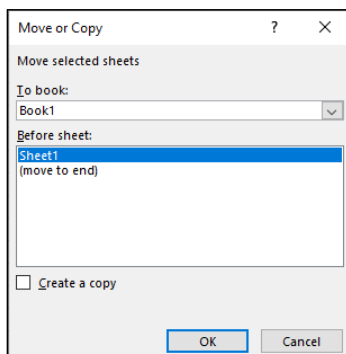 Move or Copy ? ×
Move selected sheets
To book:
Book1
Before sheet:
Sheet1
(move to end)
Create a copy
OK Cancel